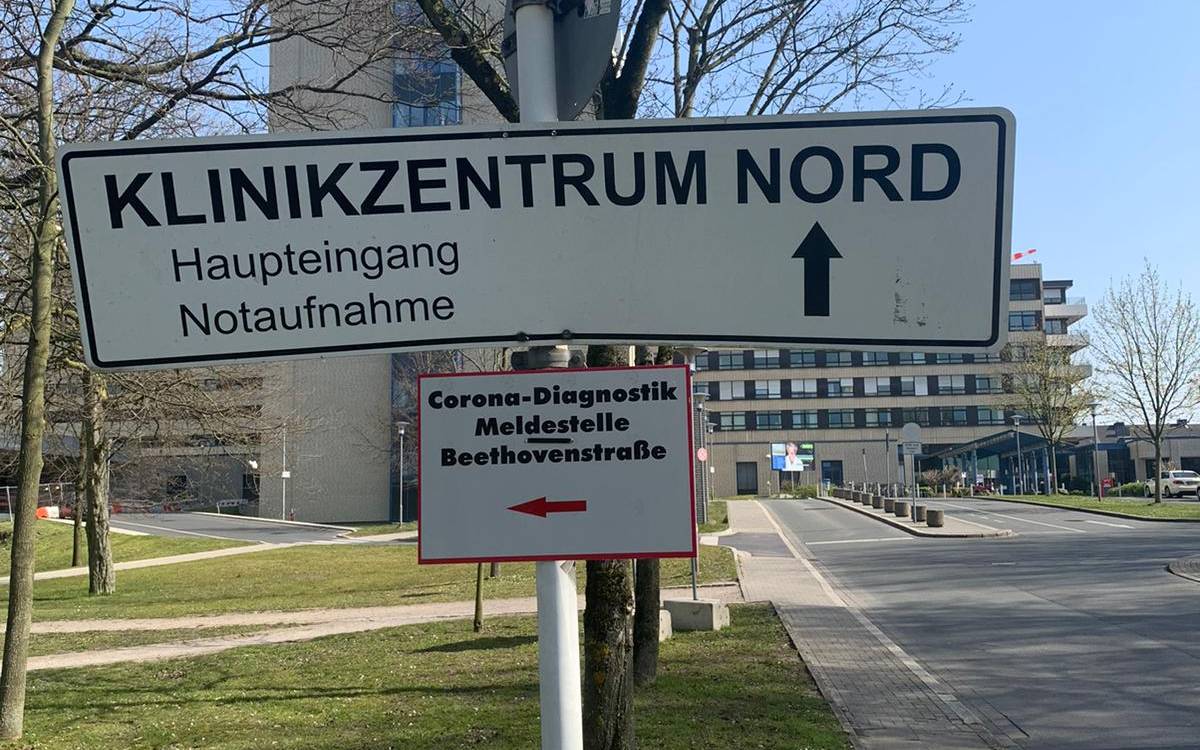 KLINIKZENTRUM NORD
Haupteingang
Notaufnahme
Corona-Diagnostik
Meldestelle
Beethovenstraße